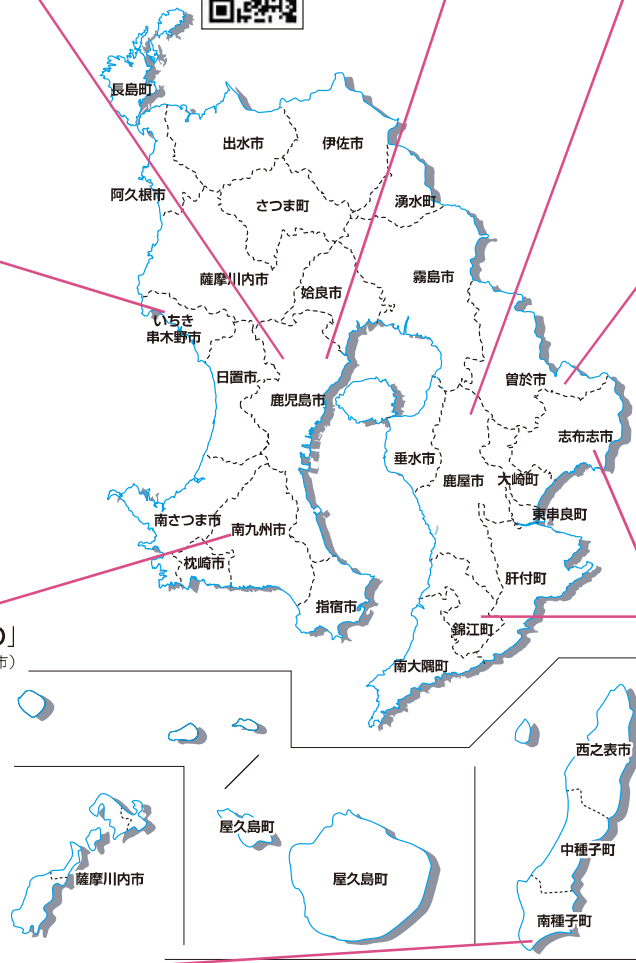 長島町
出水市
伊佐市
阿久根市
さつま町
湧水町
薩摩川内市
姶良市
霧島市
いちき
串木野市
日置市
鹿児島市
曽於市
志布志市
垂水市
鹿屋市
大崎町
東串良町
南さつま市
南九州市
枕崎市
肝付町
指宿市
錦江町
南大隅町
」
市）
西之表市
屋久島町
中種子町
薩摩川内市
屋久島町
南種子町